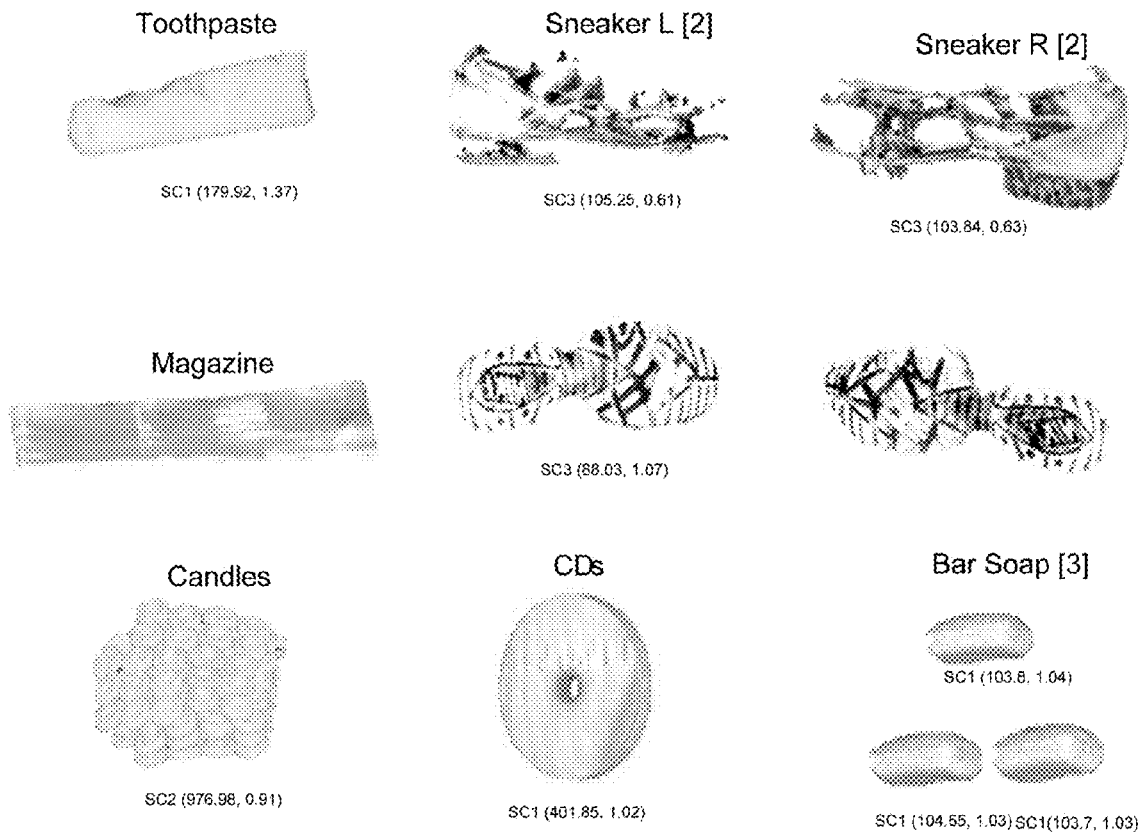 Toothpaste
SC1 (179.92, 1.37)
Sneaker L [2]
SC3 (105.25, 0.61)
Sneaker R [2]
SC3 (103.84, 0.63)
Magazine
SC3 (88.03, 1.07)
Candles
SC2 (976.98, 0.91)
CDs
SC1 (401.85, 1.02)
Bar Soap [3]
SC1 (103.8, 1.04)
SC1 (104.55, 1.03) SC1(103.7, 1.03)